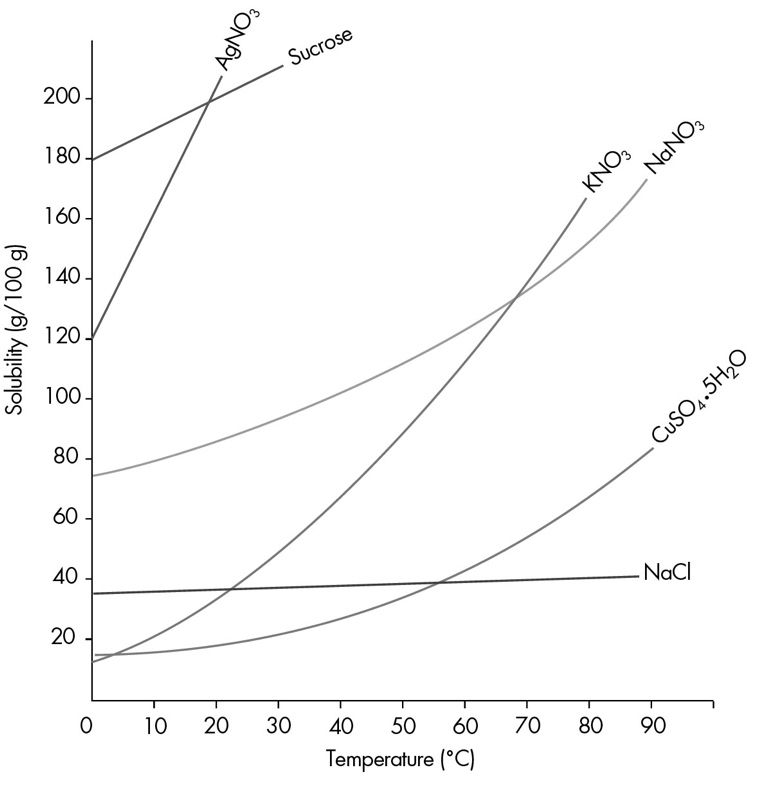 AgNO₃
Sucrose
KNO₃
NaNO₃
CuSO₄.5H₂O
NaCl
Solubility (g/100 g)
200
180
160
140
120
100
80
60
40
20
0 10 20 30 40 50 60 70 80 90
Temperature (°C)